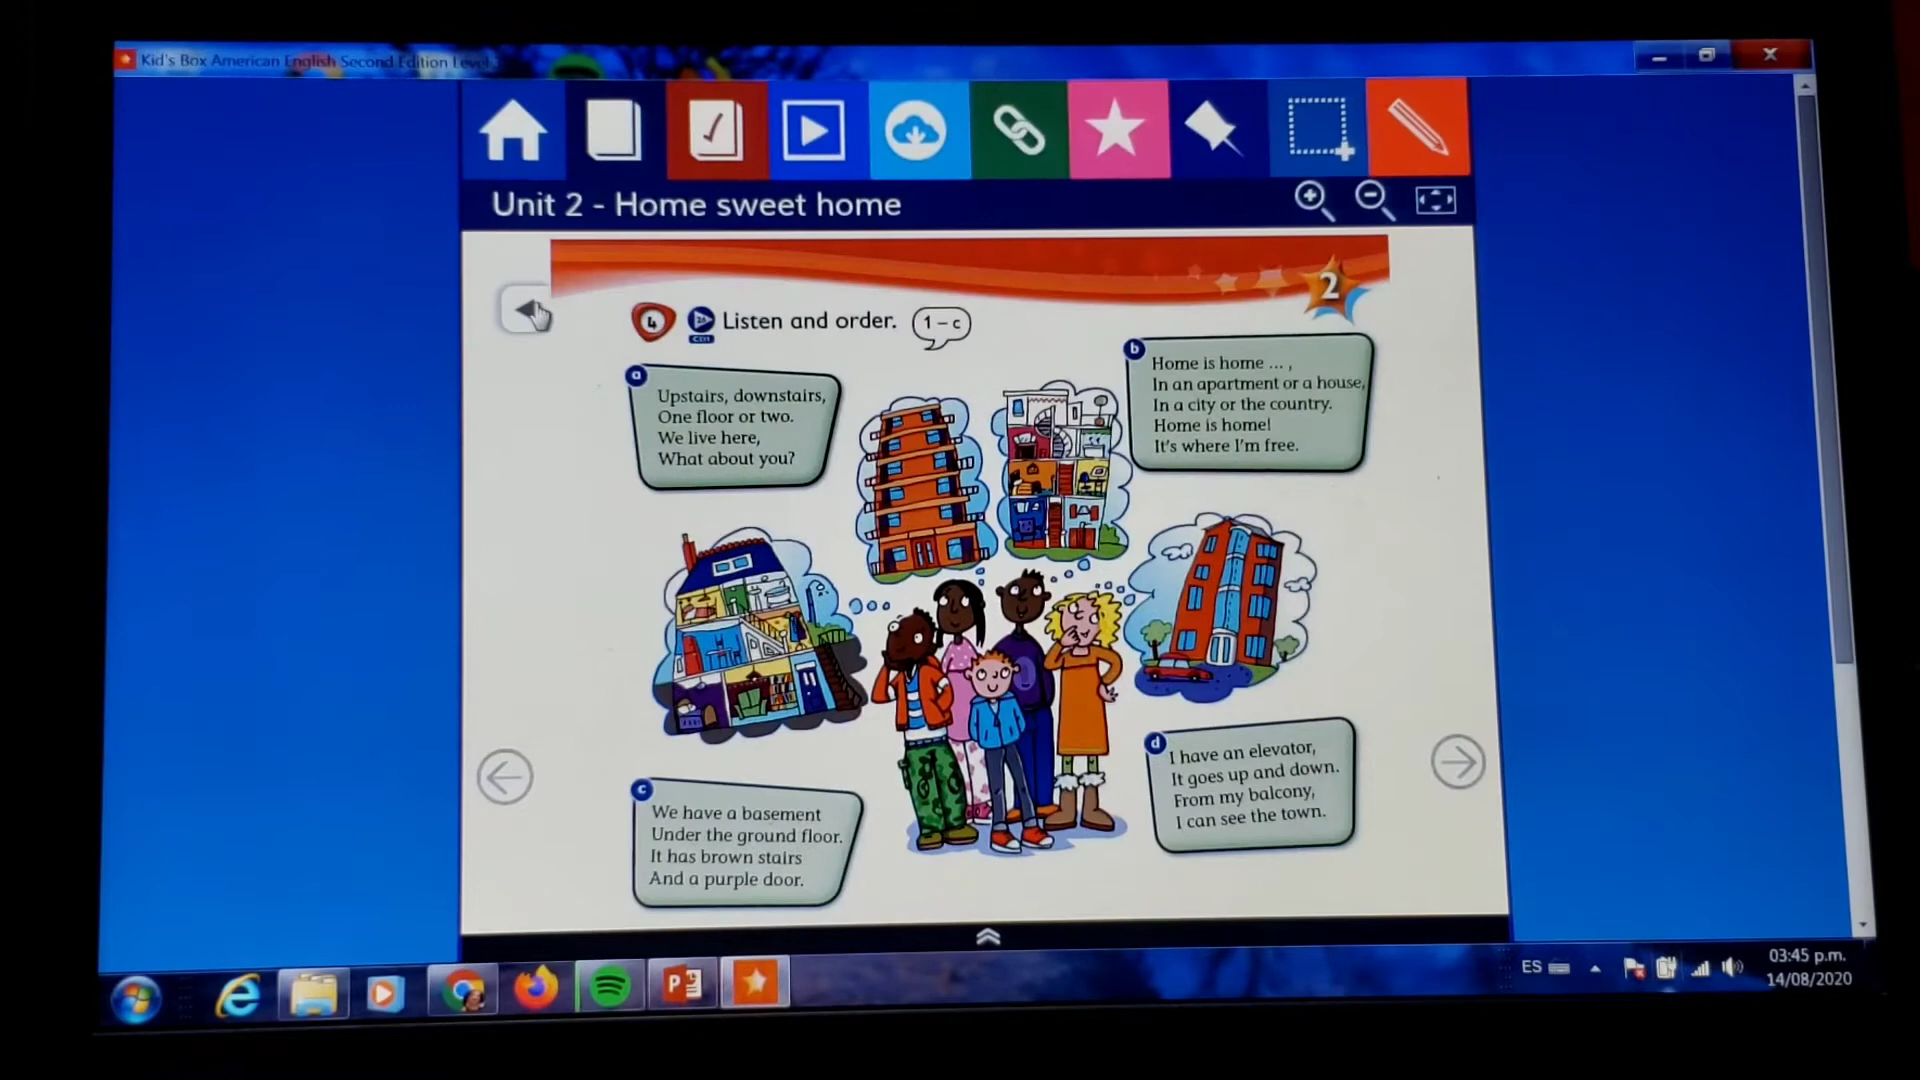 Kid's Box American English Second Edition Level
Unit 2 - Home sweet home
2
4
CD1
Listen and order.
1 – c
a
Upstairs, downstairs,
One floor or two.
We live here,
What about you?
b
Home is home ... ,
In an apartment or a house,
In a city or the country.
Home is home!
It's where I'm free.
c
We have a basement
Under the ground floor.
It has brown stairs
And a purple door.
d
I have an elevator,
It goes up and down.
From my balcony,
I can see the town.
ES
03:45 p.m.
14/08/2020